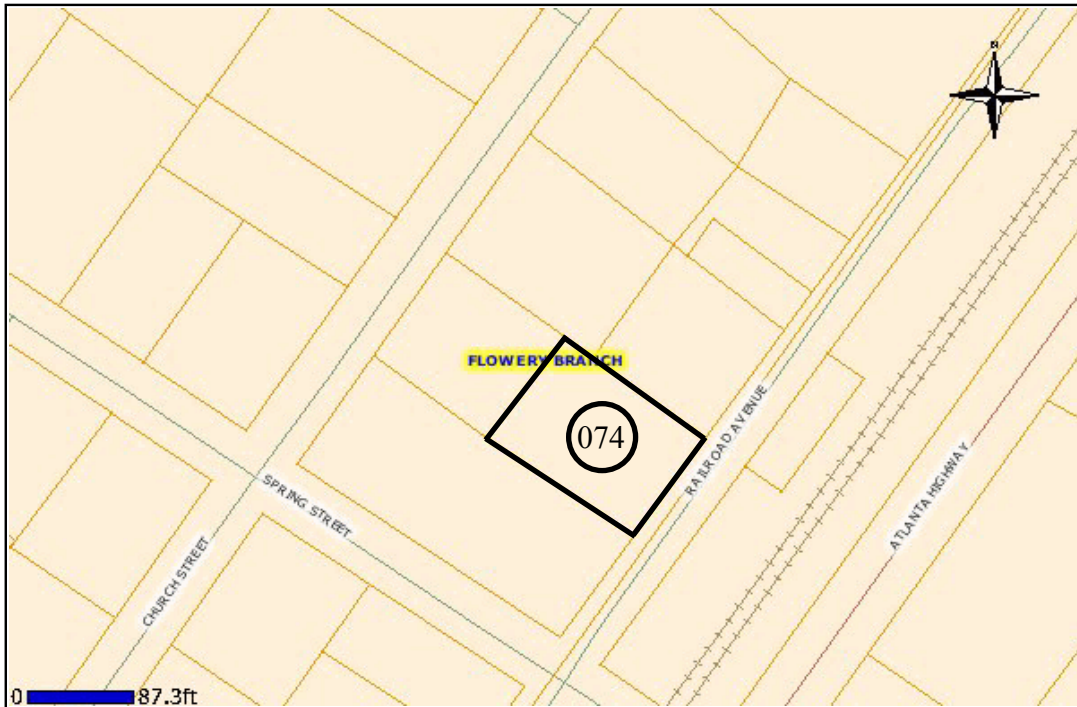 N
FLOWERY BRANCH
074
RAILROAD AVENUE
SPRING STREET
ATLANTA HIGHWAY
CHURCH STREET
0 87.3ft